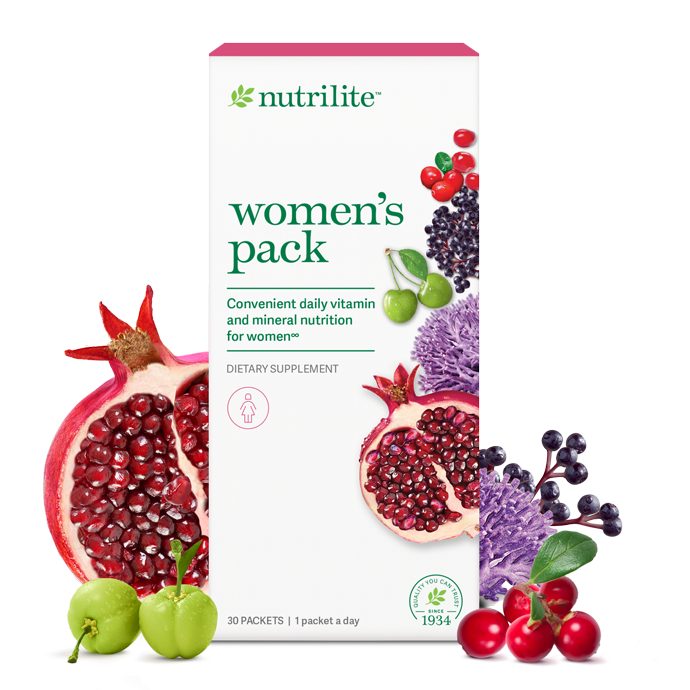 nutrilite™
women's
pack
Convenient daily vitamin
and mineral nutrition
for women∞
DIETARY SUPPLEMENT
QUALITY YOU CAN TRUST
SINCE
1934
30 PACKETS | 1 packet a day